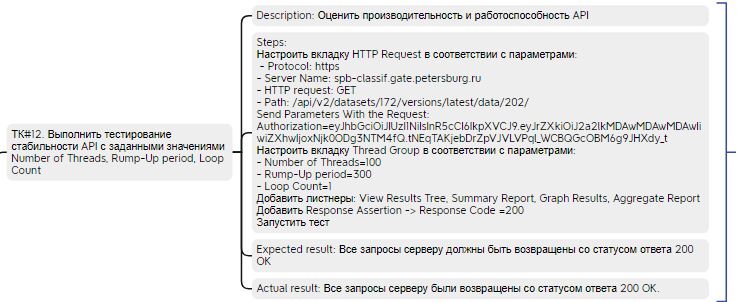 ТК#12. Выполнить тестирование
стабильности API с заданными значениями
Number of Threads, Rump-Up period, Loop
Count
Description: Оценить производительность и работоспособность API
Steps:
Настроить вкладку HTTP Request в соответствии с параметрами:
- Protocol: https
- Server Name: spb-classif.gate.petersburg.ru
- HTTP request: GET
- Path: /api/v2/datasets/172/versions/latest/data/202/
Send Parameters With the Request:
Настроить вкладку Thread Group в соответствии с параметрами:
- Number of Threads=100
- Rump-Up period=300
- Loop Count=1
Добавить листнеры: View Results Tree, Summary Report, Graph Results, Aggregate Report
Добавить Response Assertion -> Response Code =200
Запустить тест
Expected result: Все запросы серверу должны быть возвращены со статусом ответа 200
OK
Actual result: Все запросы серверу были возвращены со статусом ответа 200 OK.